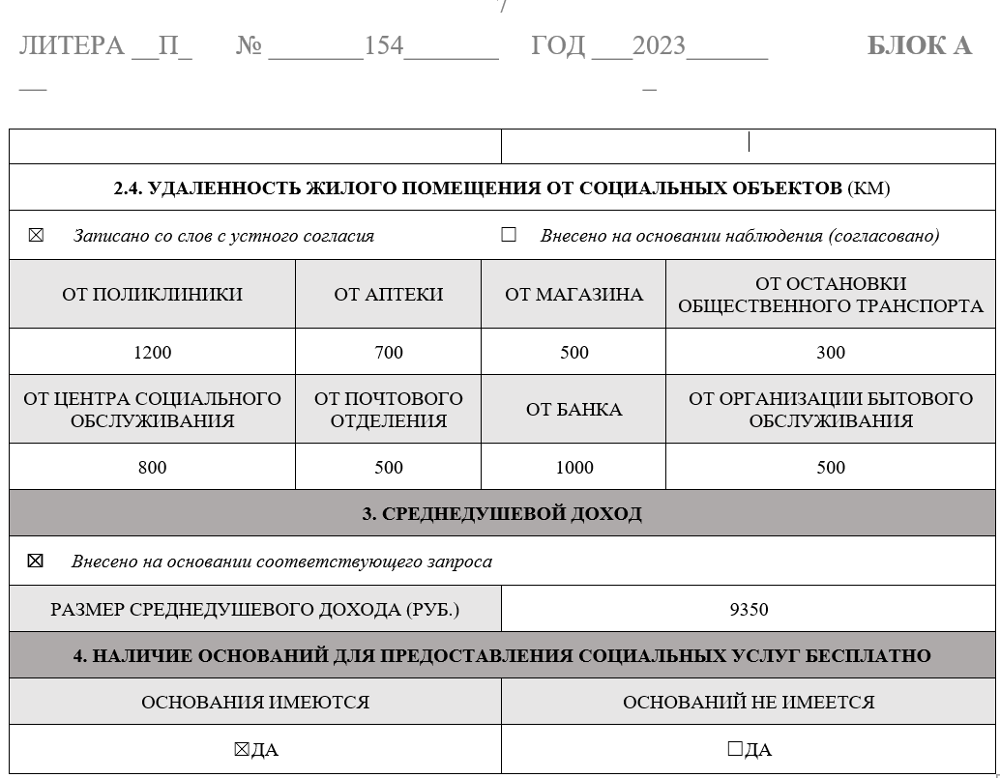 7
ЛИТЕРА __П_ № _______154_______ ГОД ___2023______ БЛОК А
__ _
2.4. УДАЛЕННОСТЬ ЖИЛОГО ПОМЕЩЕНИЯ ОТ СОЦИАЛЬНЫХ ОБЪЕКТОВ (КМ)
☒ Записано со слов с устного согласия ☐ Внесено на основании наблюдения (согласовано)
ОТ ПОЛИКЛИНИКИ ОТ АПТЕКИ ОТ МАГАЗИНА ОТ ОСТАНОВКИ
ОБЩЕСТВЕННОГО ТРАНСПОРТА
1200 700 500 300
ОТ ЦЕНТРА СОЦИАЛЬНОГО ОТ ПОЧТОВОГО ОТ БАНКА ОТ ОРГАНИЗАЦИИ БЫТОВОГО
ОБСЛУЖИВАНИЯ ОТДЕЛЕНИЯ ОБСЛУЖИВАНИЯ
800 500 1000 500
3. СРЕДНЕДУШЕВОЙ ДОХОД
☒ Внесено на основании соответствующего запроса
РАЗМЕР СРЕДНЕДУШЕВОГО ДОХОДА (РУБ.) 9350
4. НАЛИЧИЕ ОСНОВАНИЙ ДЛЯ ПРЕДОСТАВЛЕНИЯ СОЦИАЛЬНЫХ УСЛУГ БЕСПЛАТНО
ОСНОВАНИЯ ИМЕЮТСЯ ОСНОВАНИЙ НЕ ИМЕЕТСЯ
☒ДА ☐ДА